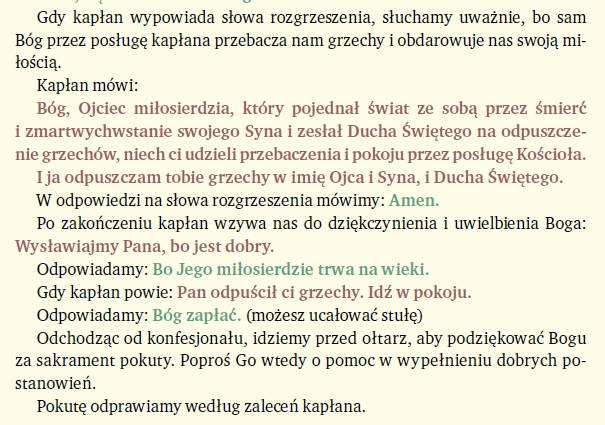 Gdy kapłan wypowiada słowa rozgrzeszenia, słuchamy uważnie, bo sam
Bóg przez posługę kapłana przebacza nam grzechy i obdarowuje nas swoją mi-
łością.
Kapłan mówi:
Bóg, Ojciec miłosierdzia, który pojednał świat ze sobą przez śmierć
i zmartwychwstanie swojego Syna i zesłał Ducha Świętego na odpuszcze-
nie grzechów, niech ci udzieli przebaczenia i pokoju przez posługę Kościoła.
I ja odpuszczam tobie grzechy w imię Ojca i Syna, i Ducha Świętego.
W odpowiedzi na słowa rozgrzeszenia mówimy: Amen.
Po zakończeniu kapłan wzywa nas do dziękczynienia i uwielbienia Boga:
Wysławiajmy Pana, bo jest dobry.
Odpowiadamy: Bo Jego miłosierdzie trwa na wieki.
Gdy kapłan powie: Pan odpuścił ci grzechy. Idź w pokoju.
Odpowiadamy: Bóg zapłać. (możesz ucałować stułę)
Odchodząc od konfesjonału, idziemy przed ołtarz, aby podziękować Bogu
za sakrament pokuty. Poproś Go wtedy o pomoc w wypełnieniu dobrych po-
stanowień.
Pokutę odprawiamy według zaleceń kapłana.